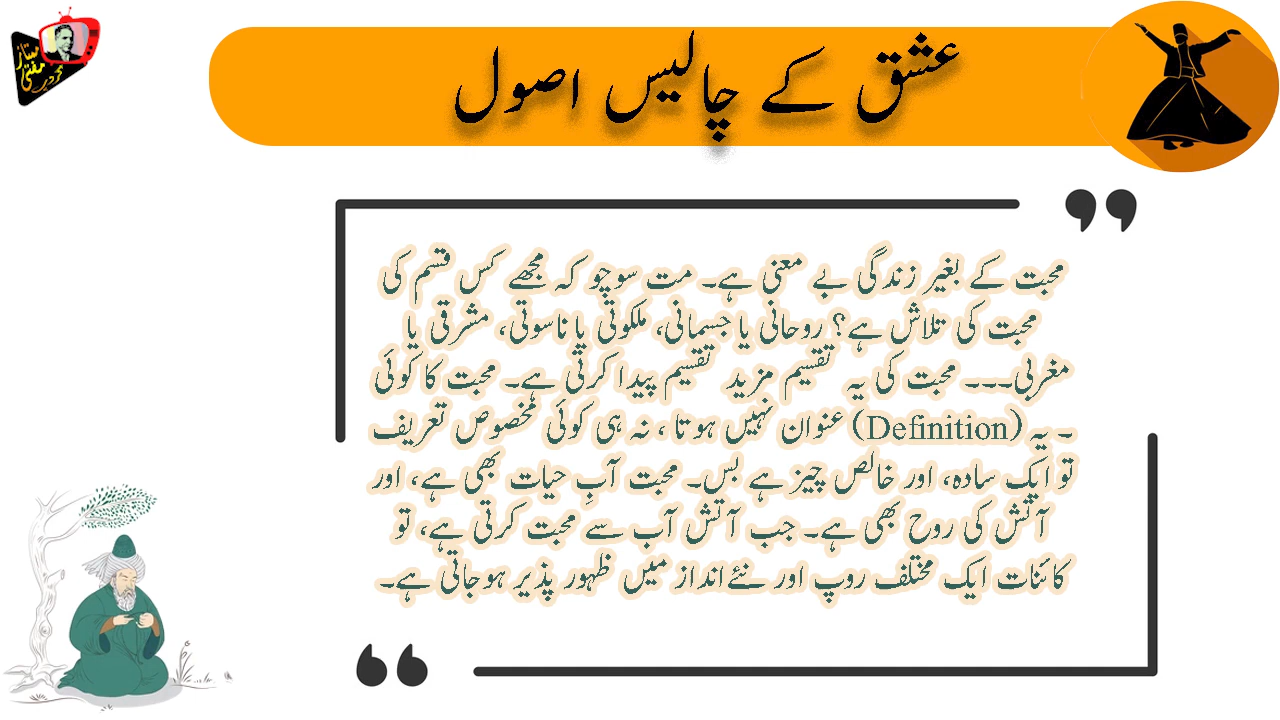 ممتاز
مفتی
عشق کے چالیس اصول
محبت کے بغیر زندگی بے معنی ہے۔ مت سوچو کہ مجھے کس قسم کی
محبت کی تلاش ہے؟ روحانی یا جسمانی، ملکوتی یا ناسوتی، مشرقی یا
مغربی۔۔۔ محبت کی یہ تقسیم مزید تقسیم پیدا کرتی ہے۔ محبت کا کوئی
عنوان نہیں ہوتا، نہ ہی کوئی مخصوص تعریف (Definition) ۔ یہ
تو ایک سادہ، اور خالص چیز ہے بس۔ محبت آبِ حیات بھی ہے، اور
آتش کی روح بھی ہے۔ جب آتش آب سے محبت کرتی ہے، تو
کائنات ایک مختلف روپ اور نئے انداز میں ظہور پذیر ہوجاتی ہے۔